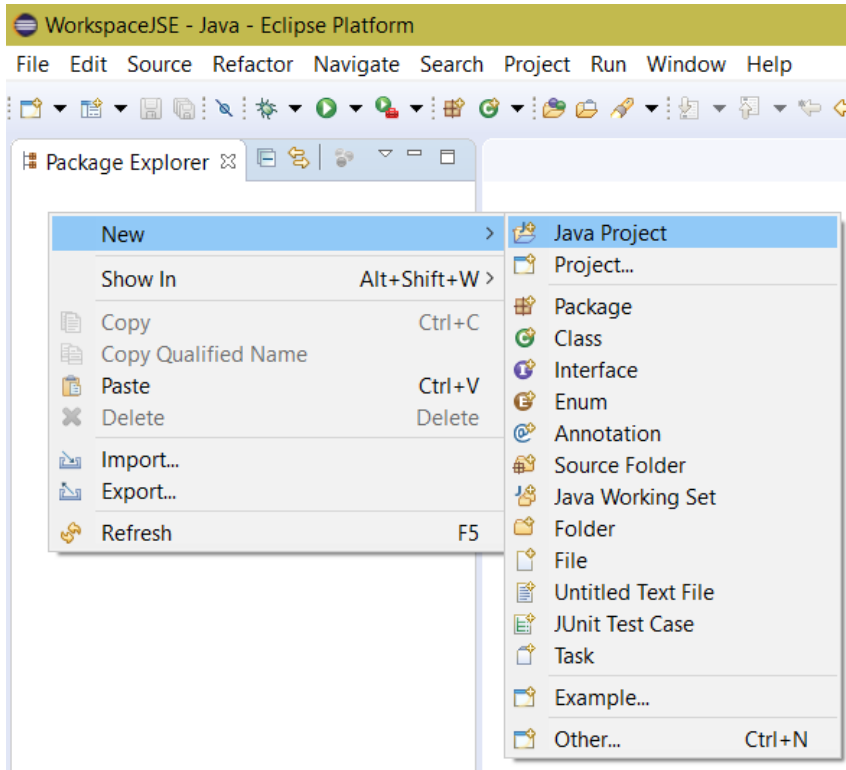 WorkspaceJSE - Java - Eclipse Platform
File Edit Source Refactor Navigate Search Project Run Window Help
Package Explorer
New
Show In Alt+Shift+W
Copy Ctrl+C
Copy Qualified Name
Paste Ctrl+V
Delete Delete
Import...
Export...
Refresh F5
Java Project
Project...
Package
Class
Interface
Enum
Annotation
Source Folder
Java Working Set
Folder
File
Untitled Text File
JUnit Test Case
Task
Example...
Other... Ctrl+N